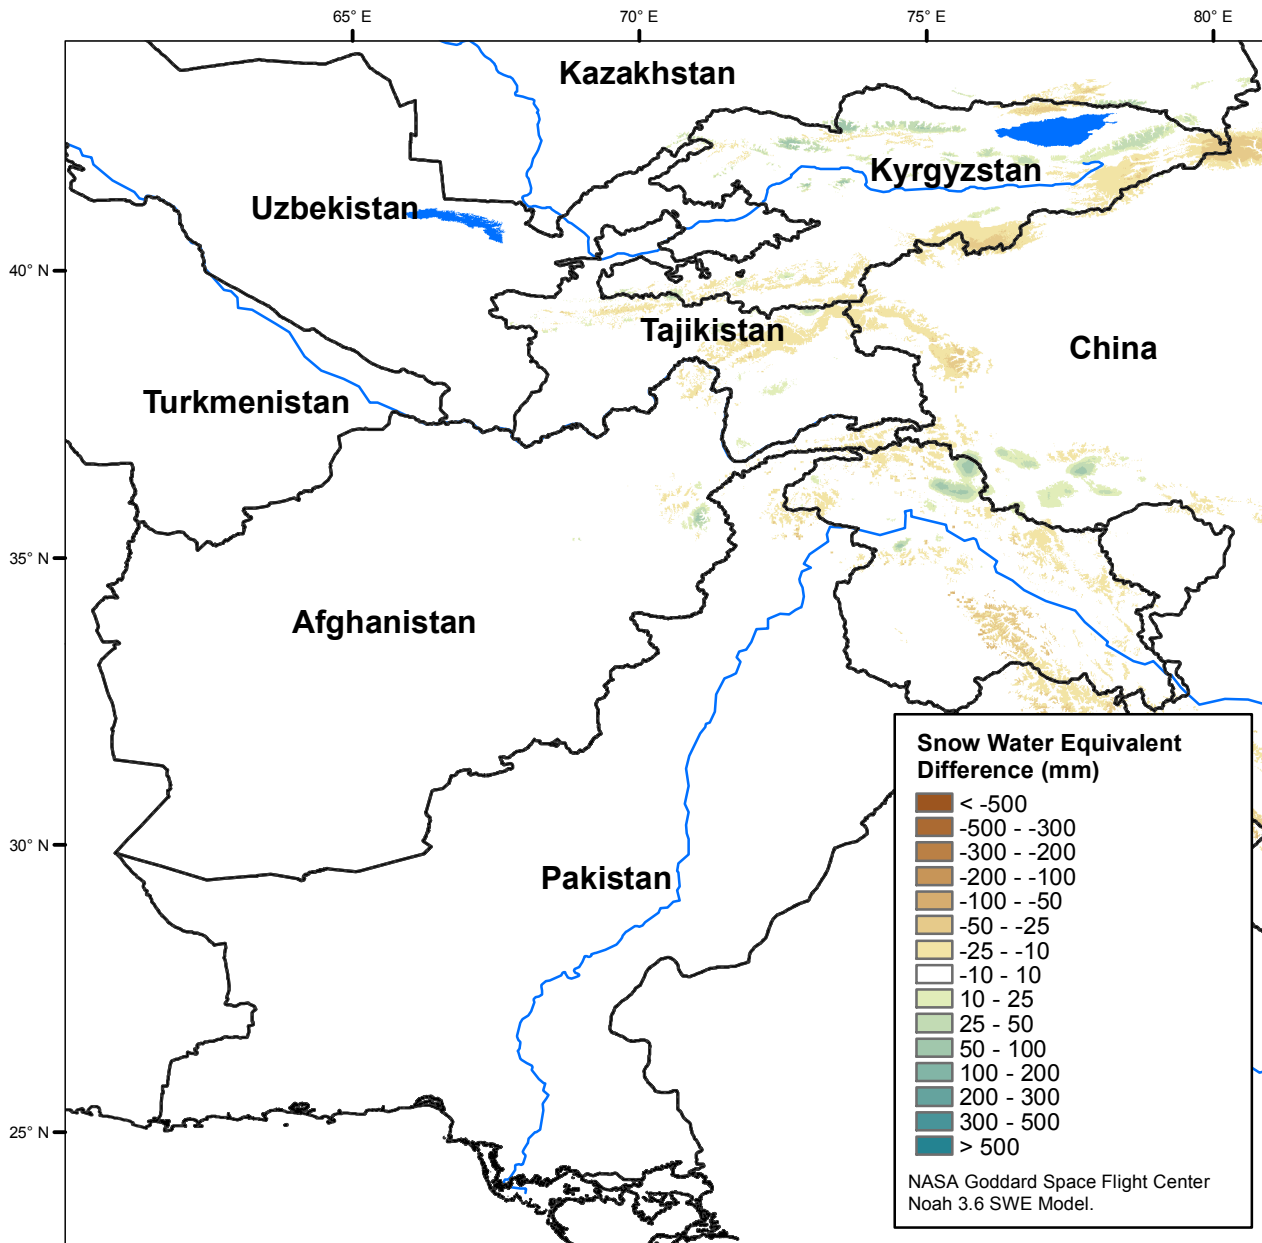 65° E
70° E
75° E
80° E
Kazakhstan
Kyrgyzstan
Uzbekistan
40° N
Tajikistan
China
Turkmenistan
35° N
Afghanistan
30° N
Pakistan
25° N
Snow Water Equivalent
Difference (mm)
< -500
-500 - -300
-300 - -200
-200 - -100
-100 - -50
-50 - -25
-25 - -10
-10 - 10
10 - 25
25 - 50
50 - 100
100 - 200
200 - 300
300 - 500
> 500
NASA Goddard Space Flight Center
Noah 3.6 SWE Model.